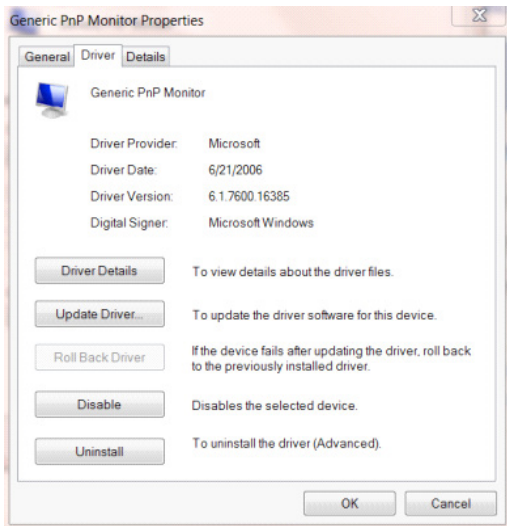 Generic PnP Monitor Properties
General Driver Details
Generic PnP Monitor
Driver Provider: Microsoft
Driver Date: 6/21/2006
Driver Version: 6.1.7600.16385
Digital Signer: Microsoft Windows
Driver Details To view details about the driver files.
Update Driver... To update the driver software for this device.
Roll Back Driver If the device fails after updating the driver, roll back
to the previously installed driver.
Disable Disables the selected device.
Uninstall To uninstall the driver (Advanced).
OK Cancel